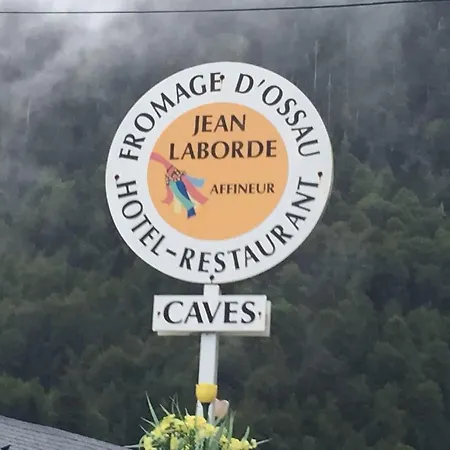 FROMAGE D'OSSAU
JEAN
LABORDE
AFFINEUR
·HOTEL-RESTAURANT·
·CAVES·